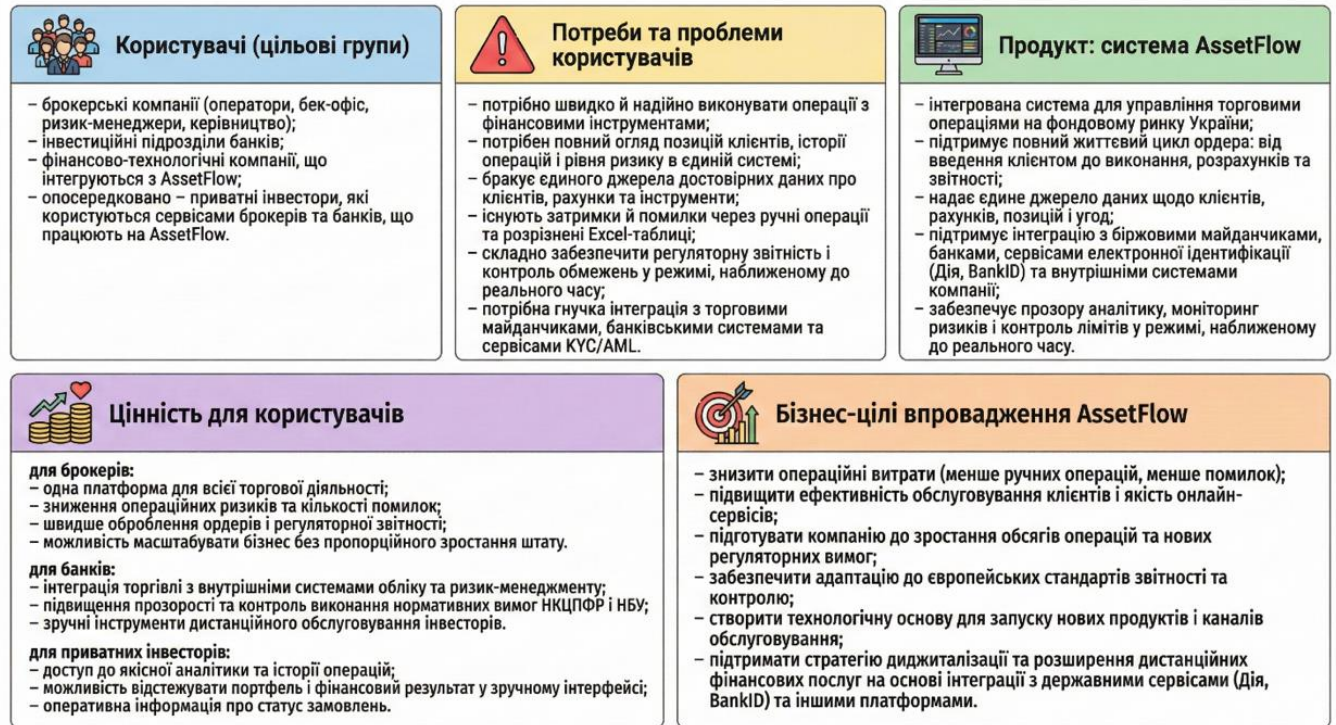 Користувачі (цільові групи)
– брокерські компанії (оператори, бек-офіс,
ризик-менеджери, керівництво);
– інвестиційні підрозділи банків;
– фінансово-технологічні компанії, що
інтегруються з AssetFlow;
– опосередковано – приватні інвестори, які
користуються сервісами брокерів та банків, що
працюють на AssetFlow.
Потреби та проблеми
користувачів
– потрібно швидко й надійно виконувати операції з
фінансовими інструментами;
– потрібен повний огляд позицій клієнтів, історії
операцій і рівня ризику в єдиній системі;
– бракує єдиного джерела достовірних даних про
клієнтів, рахунки та інструменти;
– існують затримки й помилки через ручні операції
та розрізнені Excel-таблиці;
– складно забезпечити регуляторну звітність і
контроль обмежень у режимі, наближеному до
реального часу;
– потрібна гнучка інтеграція з торговими
майданчиками, банківськими системами та
сервісами KYC/AML.
Продукт: система AssetFlow
– інтегрована система для управління торговими
операціями на фондовому ринку України;
– підтримує повний життєвий цикл ордера: від
введення клієнтом до виконання, розрахунків та
звітності;
– надає єдине джерело даних щодо клієнтів,
рахунків, позицій і угод;
– підтримує інтеграцію з біржовими майданчиками,
банками, сервісами електронної ідентифікації
(Дія, BankID) та внутрішніми системами
компанії;
– забезпечує прозору аналітику, моніторинг
ризиків і контроль лімітів у режимі, наближеному
до реального часу.
Цінність для користувачів
для брокерів:
– одна платформа для всієї торгової діяльності;
– зниження операційних ризиків та кількості помилок;
– швидше оброблення ордерів і регуляторної звітності;
– можливість масштабувати бізнес без пропорційного зростання штату.
для банків:
– інтеграція торгівлі з внутрішніми системами обліку та ризик-менеджменту;
– підвищення прозорості та контроль виконання нормативних вимог НКЦПФР і НБУ;
– зручні інструменти дистанційного обслуговування інвесторів.
для приватних інвесторів:
– доступ до якісної аналітики та історії операцій;
– можливість відстежувати портфель і фінансовий результат у зручному інтерфейсі;
– оперативна інформація про статус замовлень.
Бізнес-цілі впровадження AssetFlow
– знизити операційні витрати (менше ручних операцій, менше помилок);
– підвищити ефективність обслуговування клієнтів і якість онлайн-
сервісів;
– підготувати компанію до зростання обсягів операцій та нових
регуляторних вимог;
– забезпечити адаптацію до європейських стандартів звітності та
контролю;
– створити технологічну основу для запуску нових продуктів і каналів
обслуговування;
– підтримати стратегію диджиталізації та розширення дистанційних
фінансових послуг на основі інтеграції з державними сервісами (Дія,
BankID) та іншими платформами.